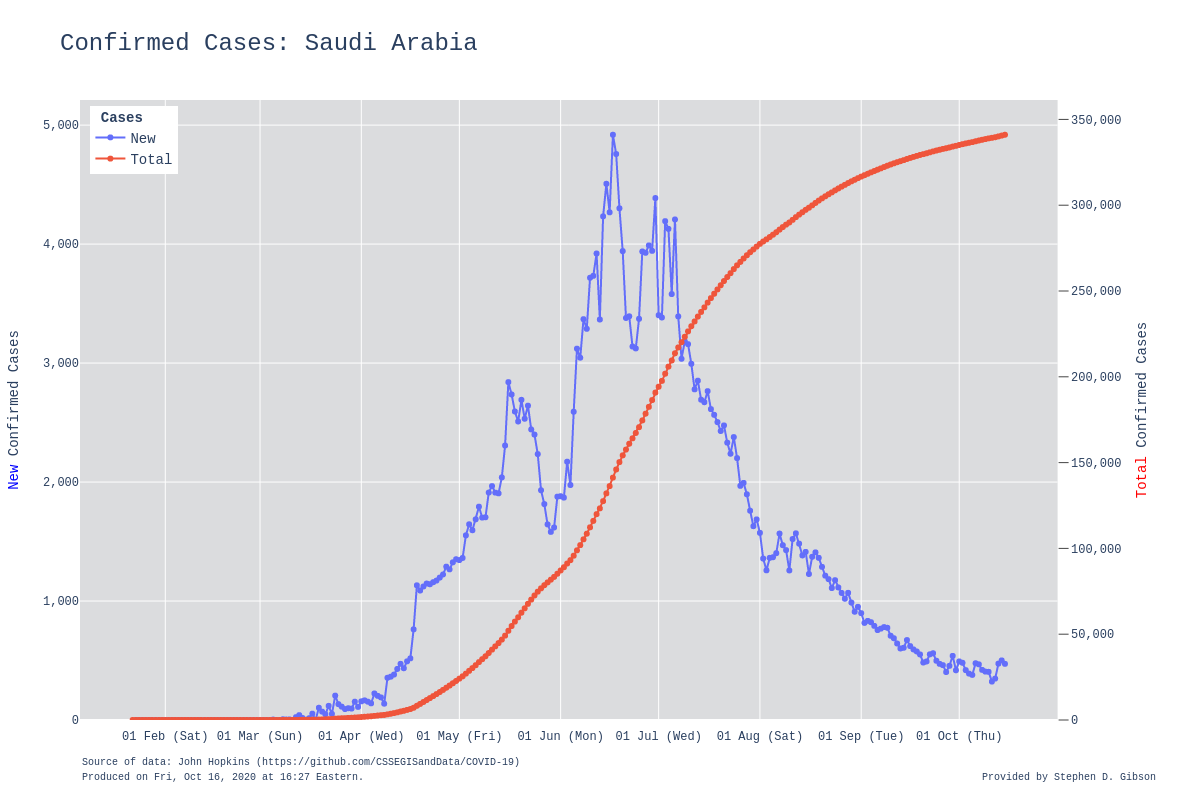 Confirmed Cases: Saudi Arabia
Cases
New
Total
5,000
4,000
3,000
2,000
1,000
0
New Confirmed Cases
350,000
300,000
250,000
200,000
150,000
100,000
50,000
0
Total Confirmed Cases
01 Feb (Sat) 01 Mar (Sun) 01 Apr (Wed) 01 May (Fri) 01 Jun (Mon) 01 Jul (Wed) 01 Aug (Sat) 01 Sep (Tue) 01 Oct (Thu)
Source of data: John Hopkins (https://github.com/CSSEGISandData/COVID-19)
Produced on Fri, Oct 16, 2020 at 16:27 Eastern.
Provided by Stephen D. Gibson